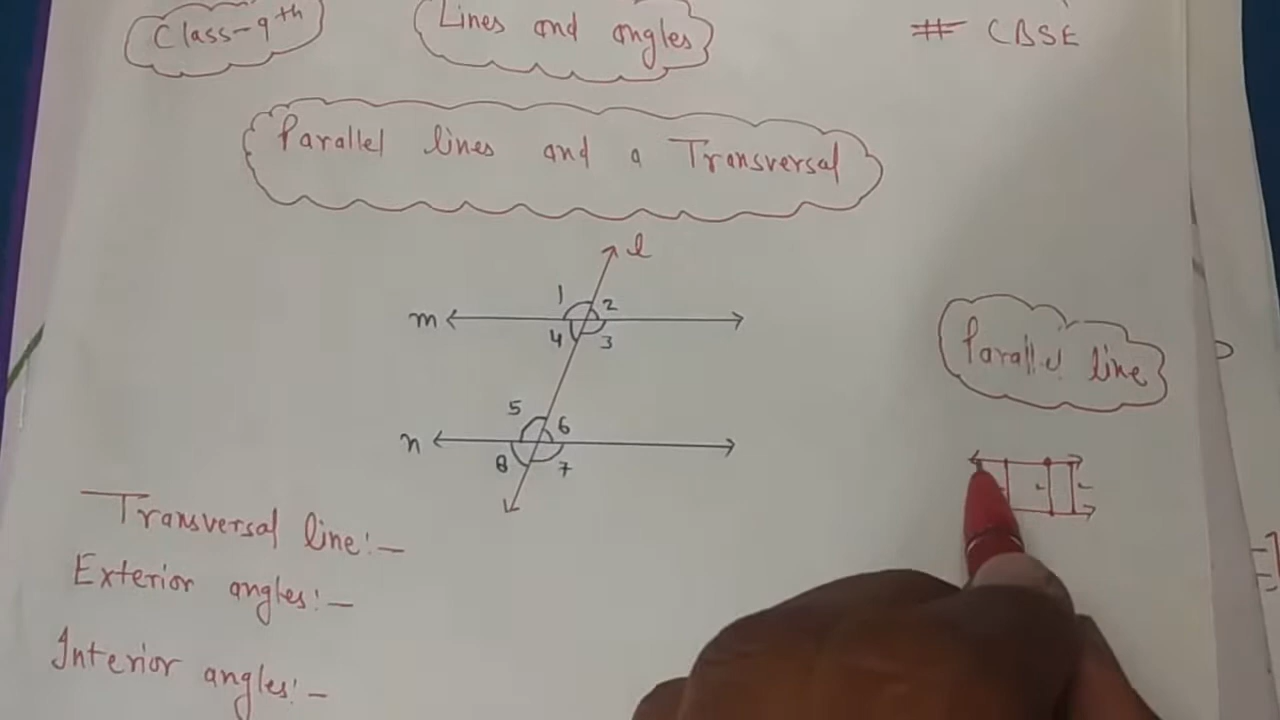 Class-9th
Lines and angles
# CBSE
Parallel lines and a Transversal
l
1 2
m
4 3
Parallel line
5 6
n
8 7
Transversal line:-
Exterior angles:-
Interior angles:-